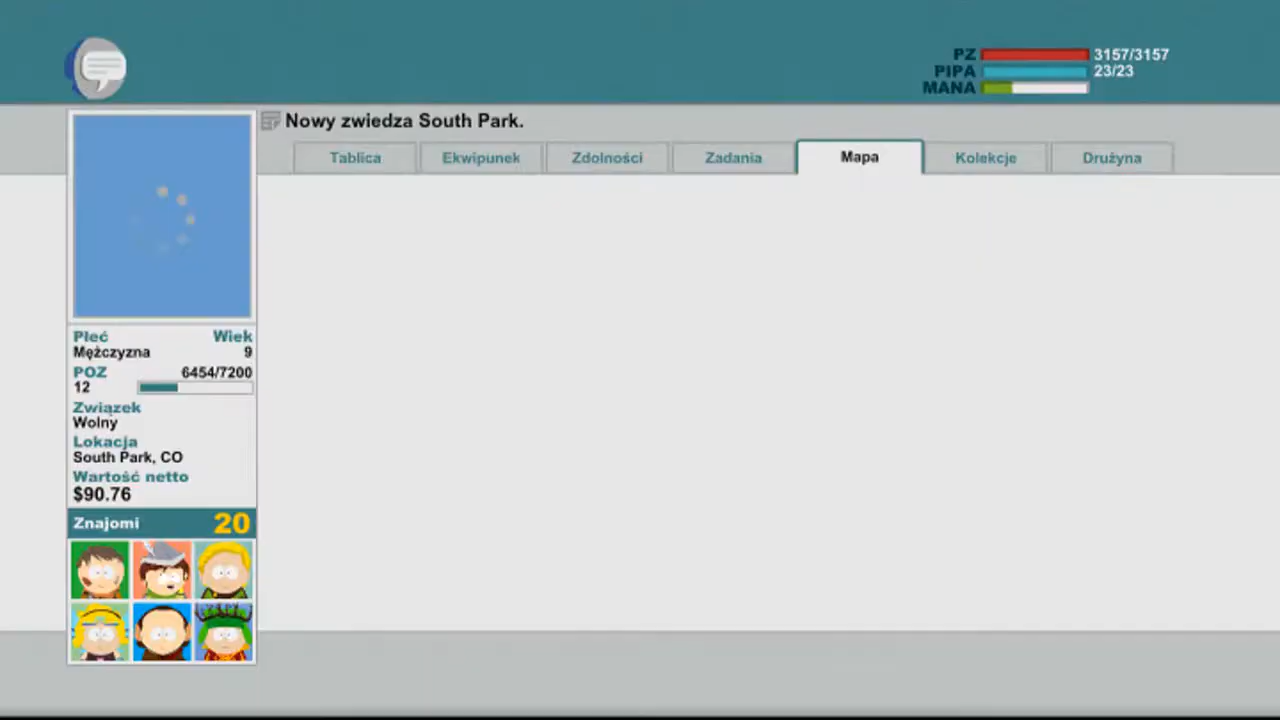 PZ 3157/3157
PIPA 23/23
MANA
Nowy zwiedza South Park.
Tablica Ekwipunek Zdolności Zadania Mapa Kolekcje Drużyna
Płeć Wiek
Mężczyzna 9
POZ 6454/7200
12
Związek
Wolny
Lokacja
South Park, CO
Wartość netto
$90.76
Znajomi 20